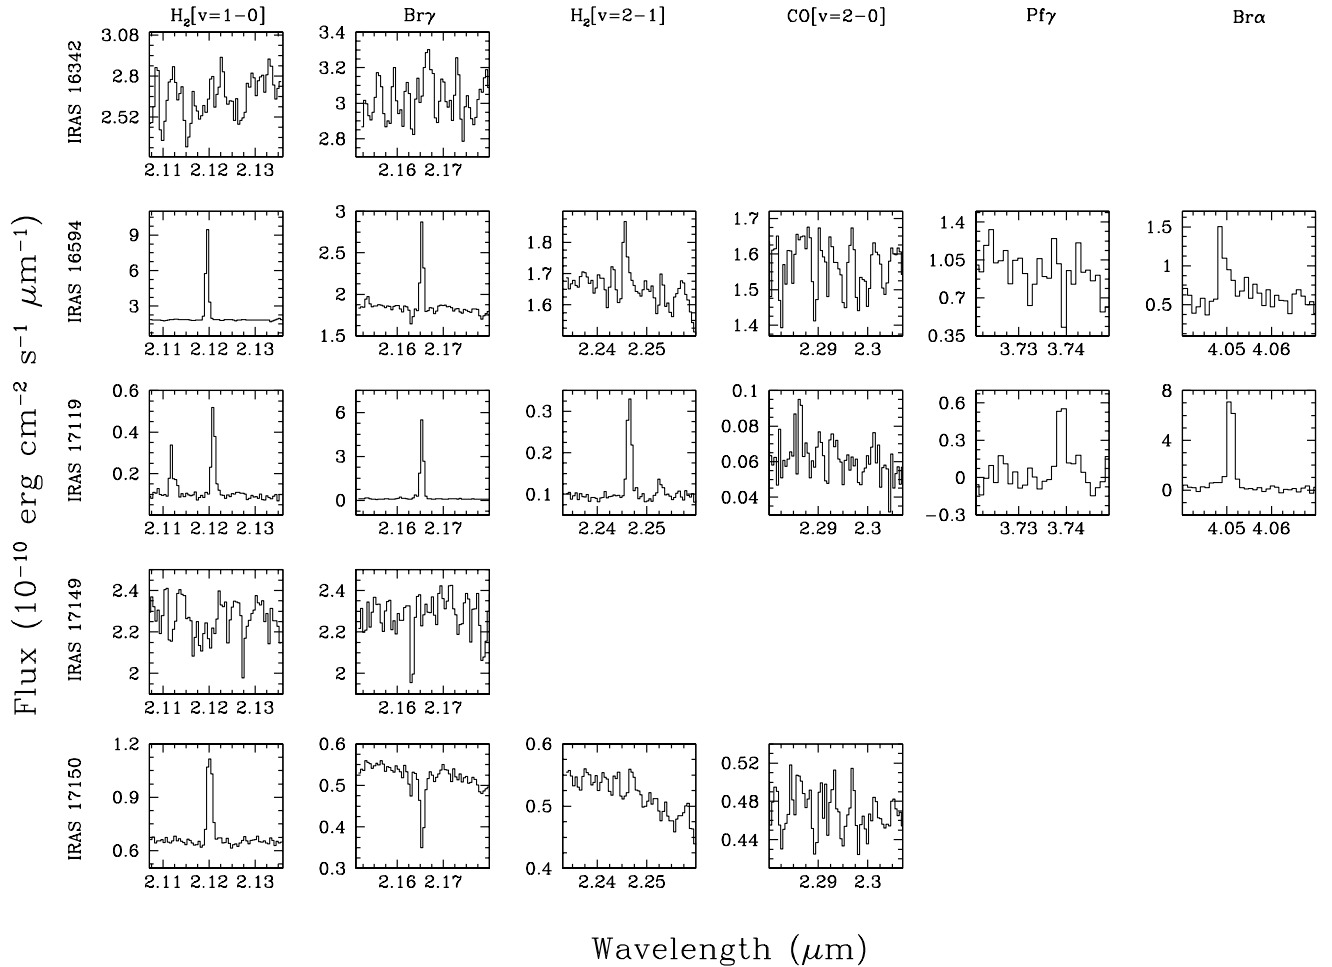 H₂[v=1−0] Brγ H₂[v=2−1] CO[v=2−0] Pfγ Brα
IRAS 16342
3.08 2.8 2.52
2.11 2.12 2.13
3.4 3.2 3 2.8
2.16 2.17
IRAS 16594
9 6 3
2.11 2.12 2.13
3 2.5 2 1.5
2.16 2.17
1.8 1.7 1.6
2.24 2.25
1.7 1.6 1.5 1.4
2.29 2.3
1.4 1.05 0.7 0.35
3.73 3.74
1.5 1 0.5
4.05 4.06
IRAS 17119
0.6 0.4 0.2
2.11 2.12 2.13
6 3 0
2.16 2.17
0.3 0.2 0.1
2.24 2.25
0.1 0.08 0.06 0.04
2.29 2.3
0.6 0.3 0 −0.3
3.73 3.74
8 4 0
4.05 4.06
IRAS 17149
2.4 2.2 2
2.11 2.12 2.13
2.4 2.2 2
2.16 2.17
IRAS 17150
1.2 0.9 0.6
2.11 2.12 2.13
0.6 0.5 0.4 0.3
2.16 2.17
0.6 0.5 0.4
2.24 2.25
0.52 0.48 0.44
2.29 2.3
Flux (10⁻¹⁰ erg cm⁻² s⁻¹ μm⁻¹)
Wavelength (μm)